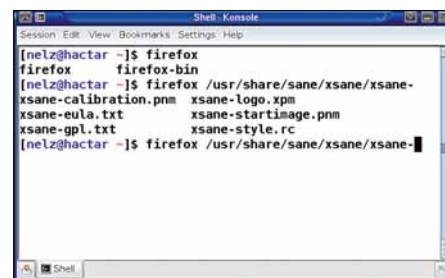 Shell - Konsole
Session Edit View Bookmarks Settings Help
[nelz@hactar ~]$ firefox
firefox firefox-bin
[nelz@hactar ~]$ firefox /usr/share/sane/xsane/xsane-
xsane-calibration.pnm xsane-logo.xpm
xsane-eula.txt xsane-startimage.pnm
xsane-gpl.txt xsane-style.rc
[nelz@hactar ~]$ firefox /usr/share/sane/xsane/xsane-
Shell